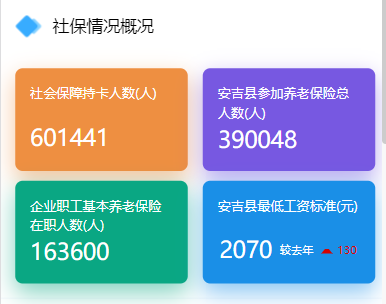 社保情况概况
社会保障持卡人数(人)
601441
安吉县参加养老保险总
人数(人)
390048
企业职工基本养老保险
在职人数(人)
163600
安吉县最低工资标准(元)
2070 较去年 130